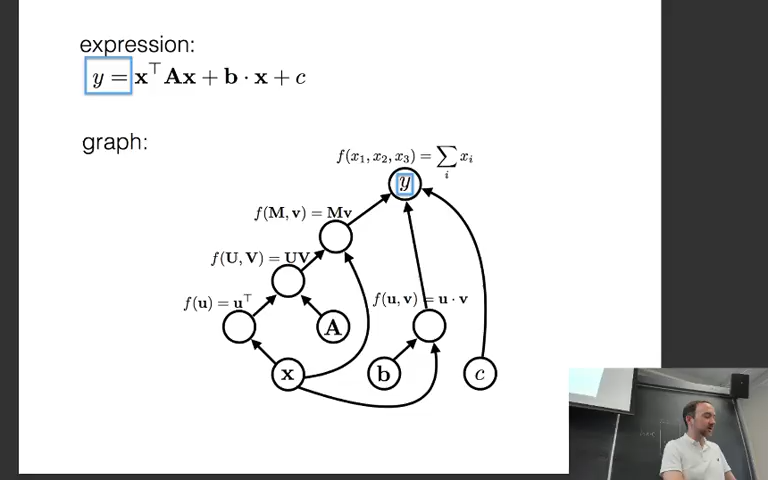 expression:
y = x⊤Ax + b · x + c
graph:
f(x₁, x₂, x₃) = ∑ᵢ xᵢ
y
f(M, v) = Mv
f(U, V) = UV
f(u) = u⊤
f(u, v) = u · v
A
x
b
c